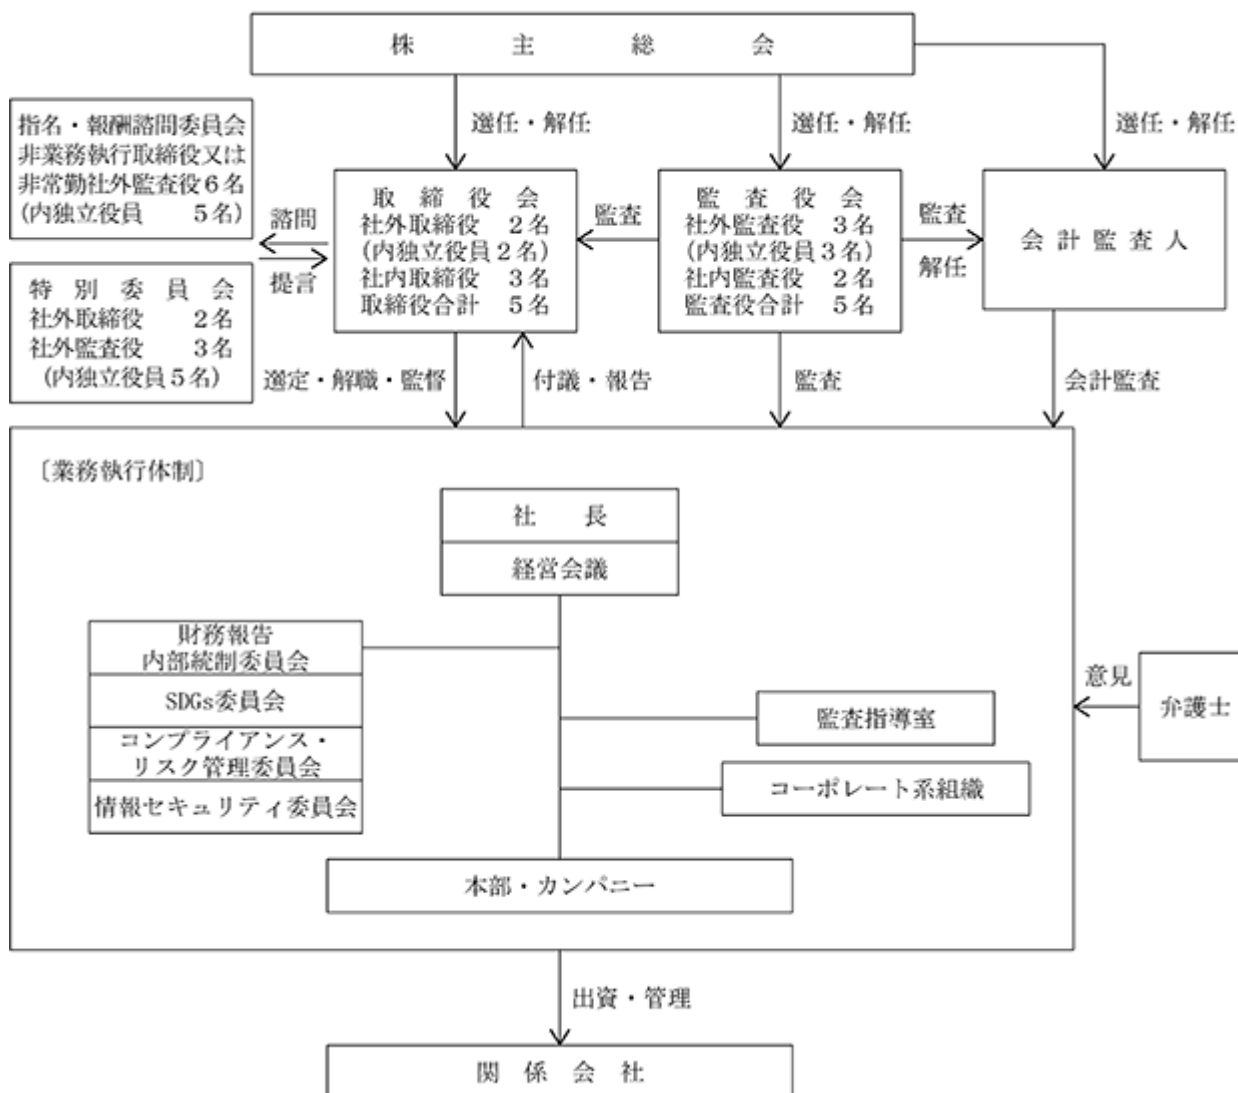 株主総会
選任・解任
選任・解任
選任・解任
指名・報酬諮問委員会
非業務執行取締役又は
非常勤社外監査役6名
(内独立役員 5名)
諮問
提言
特別委員会
社外取締役 2名
社外監査役 3名
(内独立役員5名)
取締役会
社外取締役 2名
(内独立役員2名)
社内取締役 3名
取締役合計 5名
監査
監査役会
社外監査役 3名
(内独立役員3名)
社内監査役 2名
監査役合計 5名
監査
解任
会計監査人
選定・解職・監督
付議・報告
監査
会計監査
〔業務執行体制〕
社長
経営会議
財務報告
内部統制委員会
SDGs委員会
コンプライアンス・
リスク管理委員会
情報セキュリティ委員会
監査指導室
コーポレート系組織
意見
弁護士
本部・カンパニー
出資・管理
関係会社